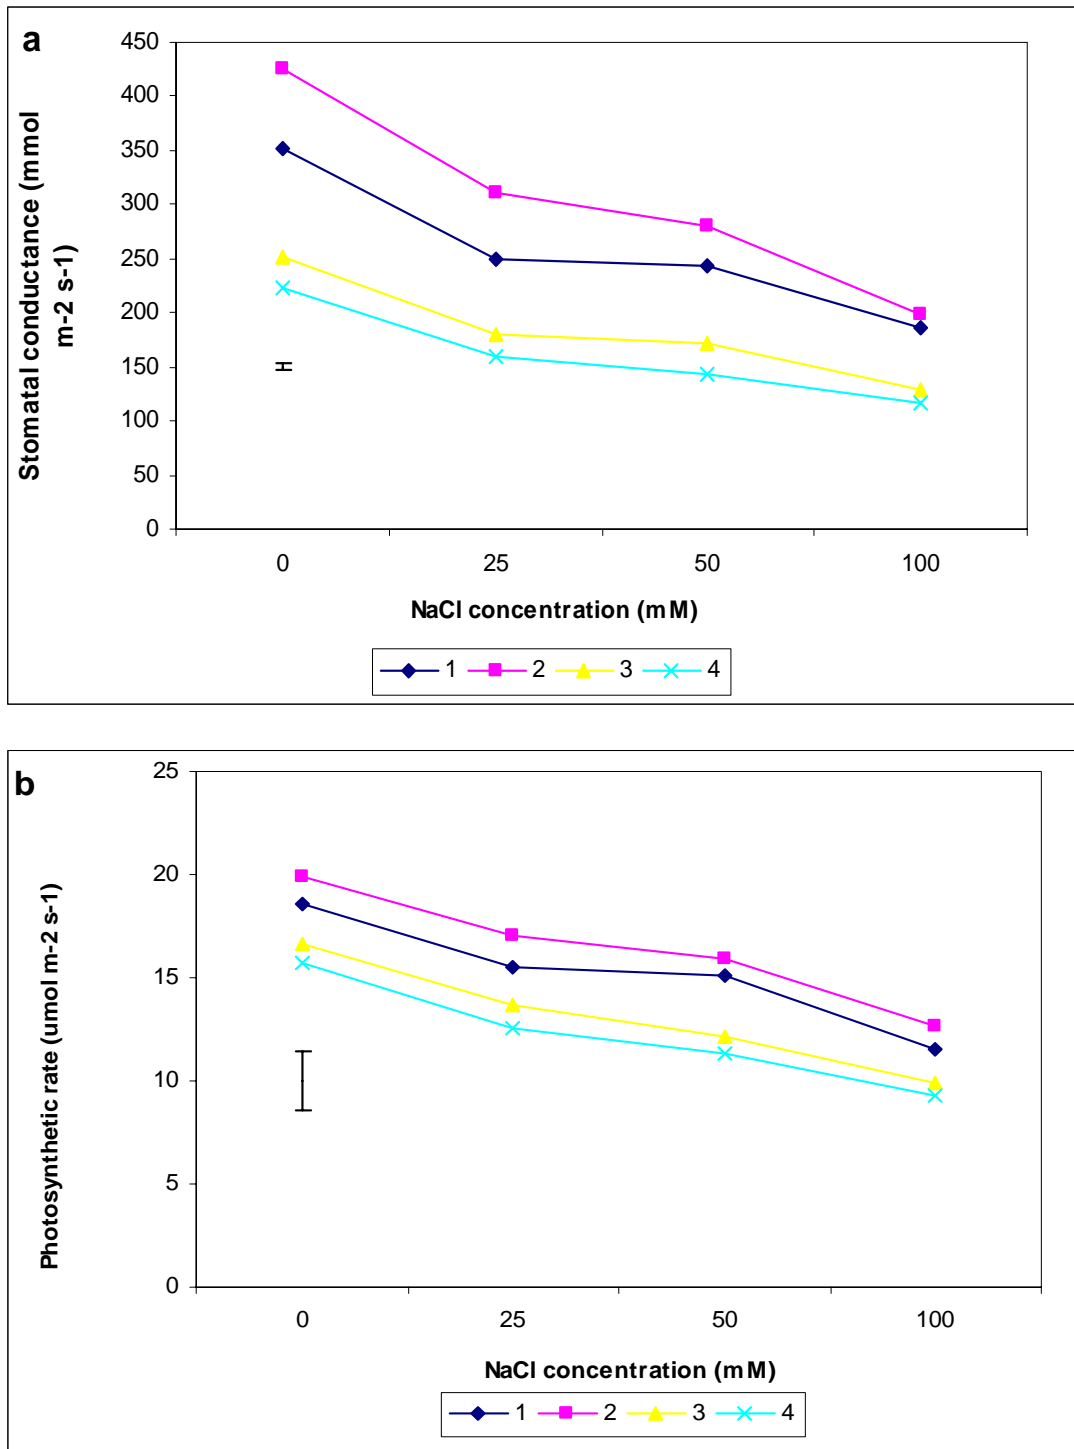 a
450
400
350
300
250
200
150
100
50
0
Stomatal conductance (mmol
m-2 s-1)
0 25 50 100
NaCl concentration (mM)
1 2 3 4
b
25
20
15
10
5
0
Photosynthetic rate (umol m-2 s-1)
0 25 50 100
NaCl concentration (mM)
1 2 3 4